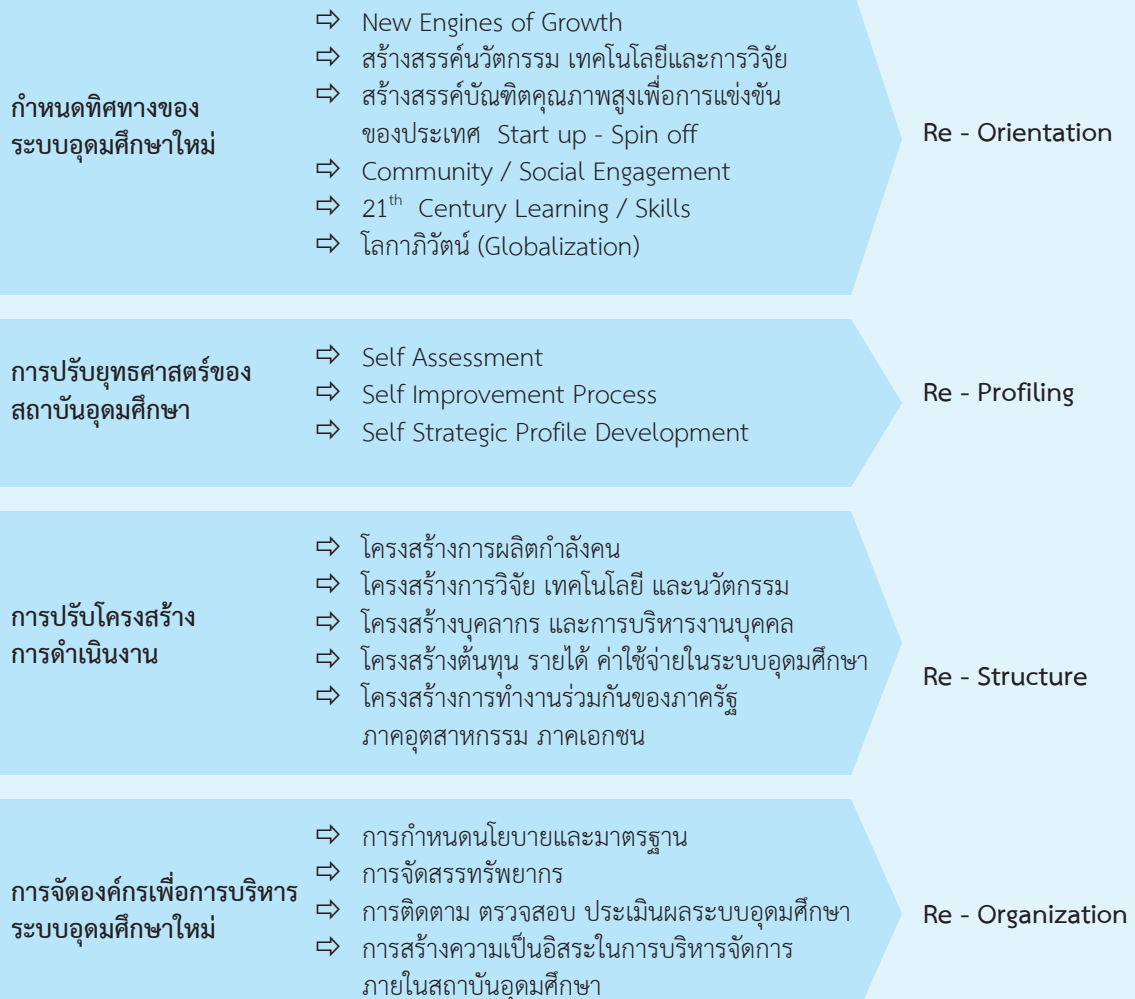 กำหนดทิศทางของ
ระบบอุดมศึกษาใหม่
⇨ New Engines of Growth
⇨ สร้างสรรค์นวัตกรรม เทคโนโลยีและการวิจัย
⇨ สร้างสรรค์บัณฑิตคุณภาพสูงเพื่อการแข่งขัน
ของประเทศ Start up - Spin off
⇨ Community / Social Engagement
⇨ 21th Century Learning / Skills
⇨ โลกาภิวัตน์ (Globalization)
Re - Orientation
การปรับยุทธศาสตร์ของ
สถาบันอุดมศึกษา
⇨ Self Assessment
⇨ Self Improvement Process
⇨ Self Strategic Profile Development
Re - Profiling
การปรับโครงสร้าง
การดำเนินงาน
⇨ โครงสร้างการผลิตกำลังคน
⇨ โครงสร้างการวิจัย เทคโนโลยี และนวัตกรรม
⇨ โครงสร้างบุคลากร และการบริหารงานบุคคล
⇨ โครงสร้างต้นทุน รายได้ ค่าใช้จ่ายในระบบอุดมศึกษา
⇨ โครงสร้างการทำงานร่วมกันของภาครัฐ
ภาคอุตสาหกรรม ภาคเอกชน
Re - Structure
การจัดองค์กรเพื่อการบริหาร
ระบบอุดมศึกษาใหม่
⇨ การกำหนดนโยบายและมาตรฐาน
⇨ การจัดสรรทรัพยากร
⇨ การติดตาม ตรวจสอบ ประเมินผลระบบอุดมศึกษา
⇨ การสร้างความเป็นอิสระในการบริหารจัดการ
ภายในสถาบันอุดมศึกษา
Re - Organization